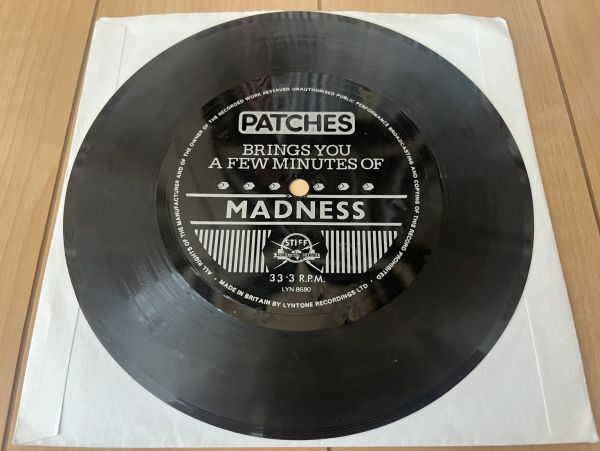 PATCHES
BRINGS YOU
A FEW MINUTES OF
MADNESS
STIFF
33·3 R.P.M.
LYN 8680
ALL RIGHTS OF THE MANUFACTURER AND OF THE OWNER OF THE RECORDED WORK RESERVED UNAUTHORISED PUBLIC PERFORMANCE BROADCASTING AND COPYING OF THIS RECORD PROHIBITED
· MADE IN BRITAIN BY LYNTONE RECORDINGS LTD ·